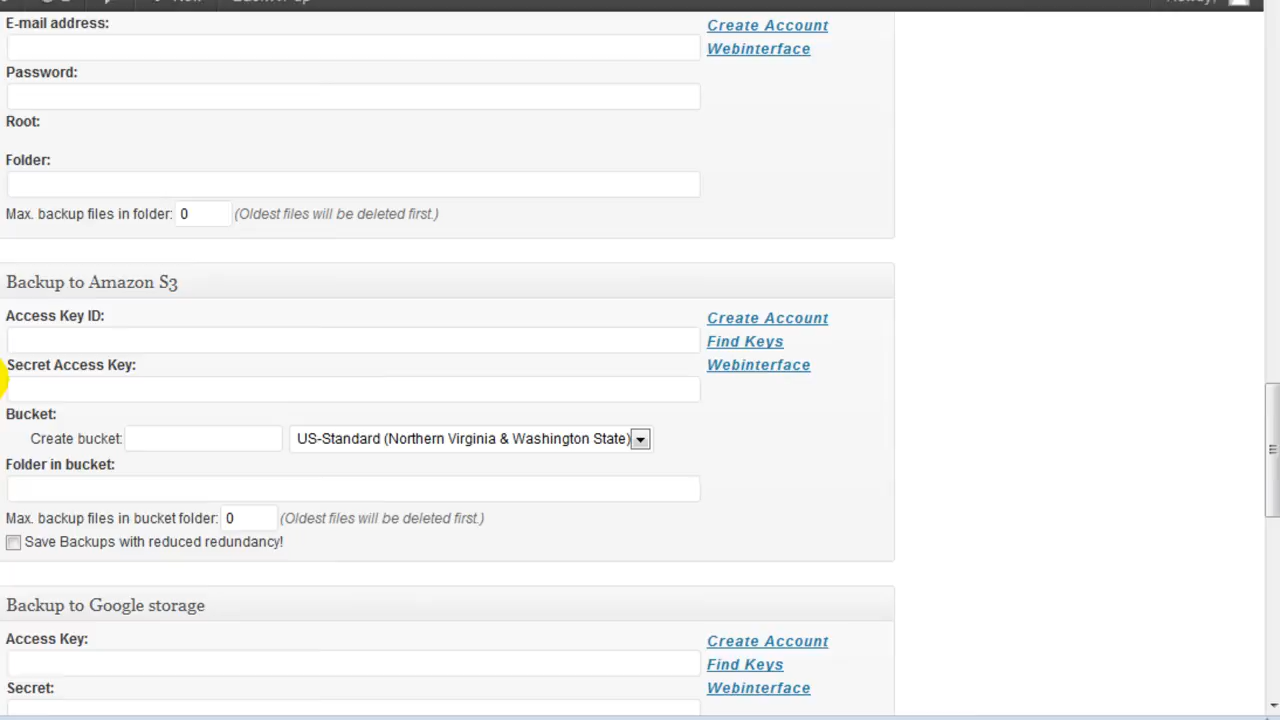 E-mail address:
Create Account
Webinterface
Password:
Root:
Folder:
Max. backup files in folder: 0 (Oldest files will be deleted first.)
Backup to Amazon S3
Access Key ID:
Create Account
Find Keys
Secret Access Key:
Webinterface
Bucket:
Create bucket: US-Standard (Northern Virginia & Washington State)
Folder in bucket:
Max. backup files in bucket folder: 0 (Oldest files will be deleted first.)
Save Backups with reduced redundancy!
Backup to Google storage
Access Key:
Create Account
Find Keys
Secret:
Webinterface